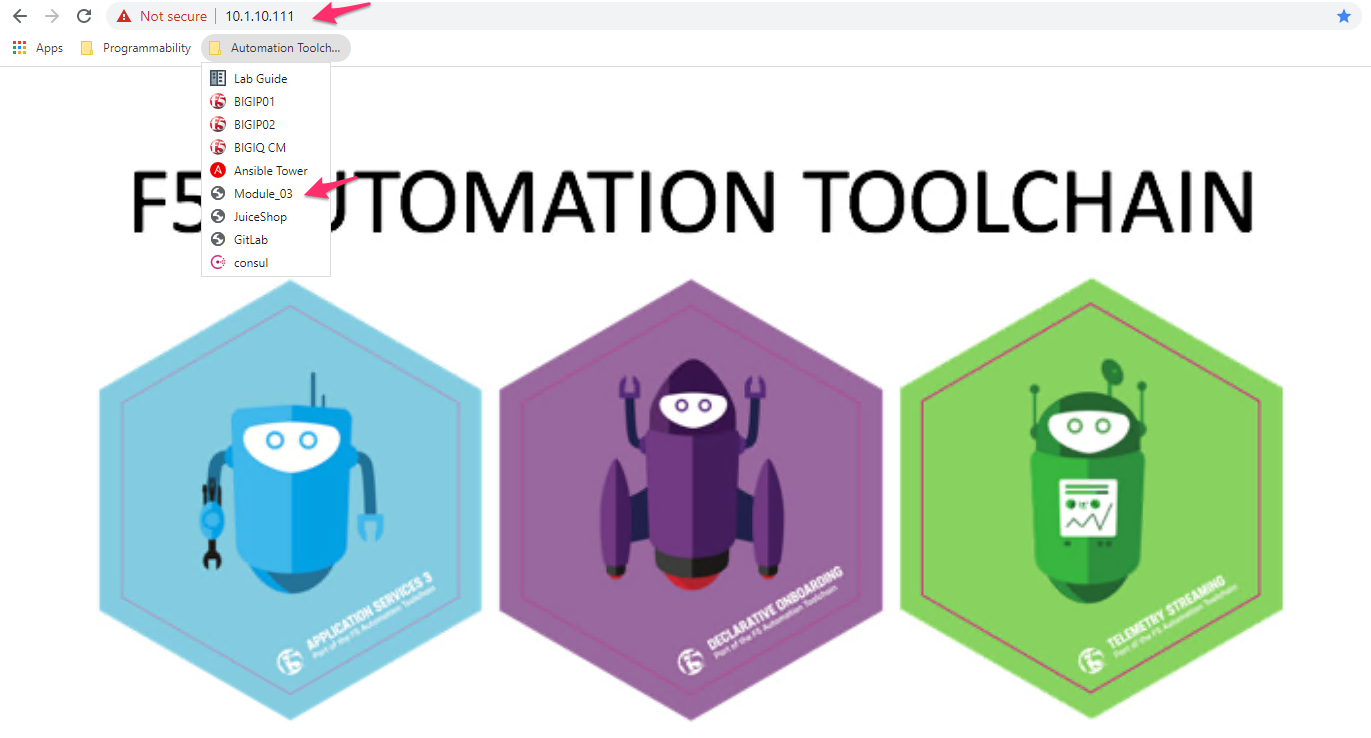 Not secure | 10.1.10.111
Apps Programmability Automation Toolch...
Lab Guide
BIGIP01
BIGIP02
BIGIQ CM
Ansible Tower
Module_03
JuiceShop
GitLab
consul
F5 AUTOMATION TOOLCHAIN
APPLICATION SERVICES 3
Part of the F5 Automation Toolchain
DECLARATIVE ONBOARDING
Part of the F5 Automation Toolchain
TELEMETRY STREAMING
Part of the F5 Automation Toolchain